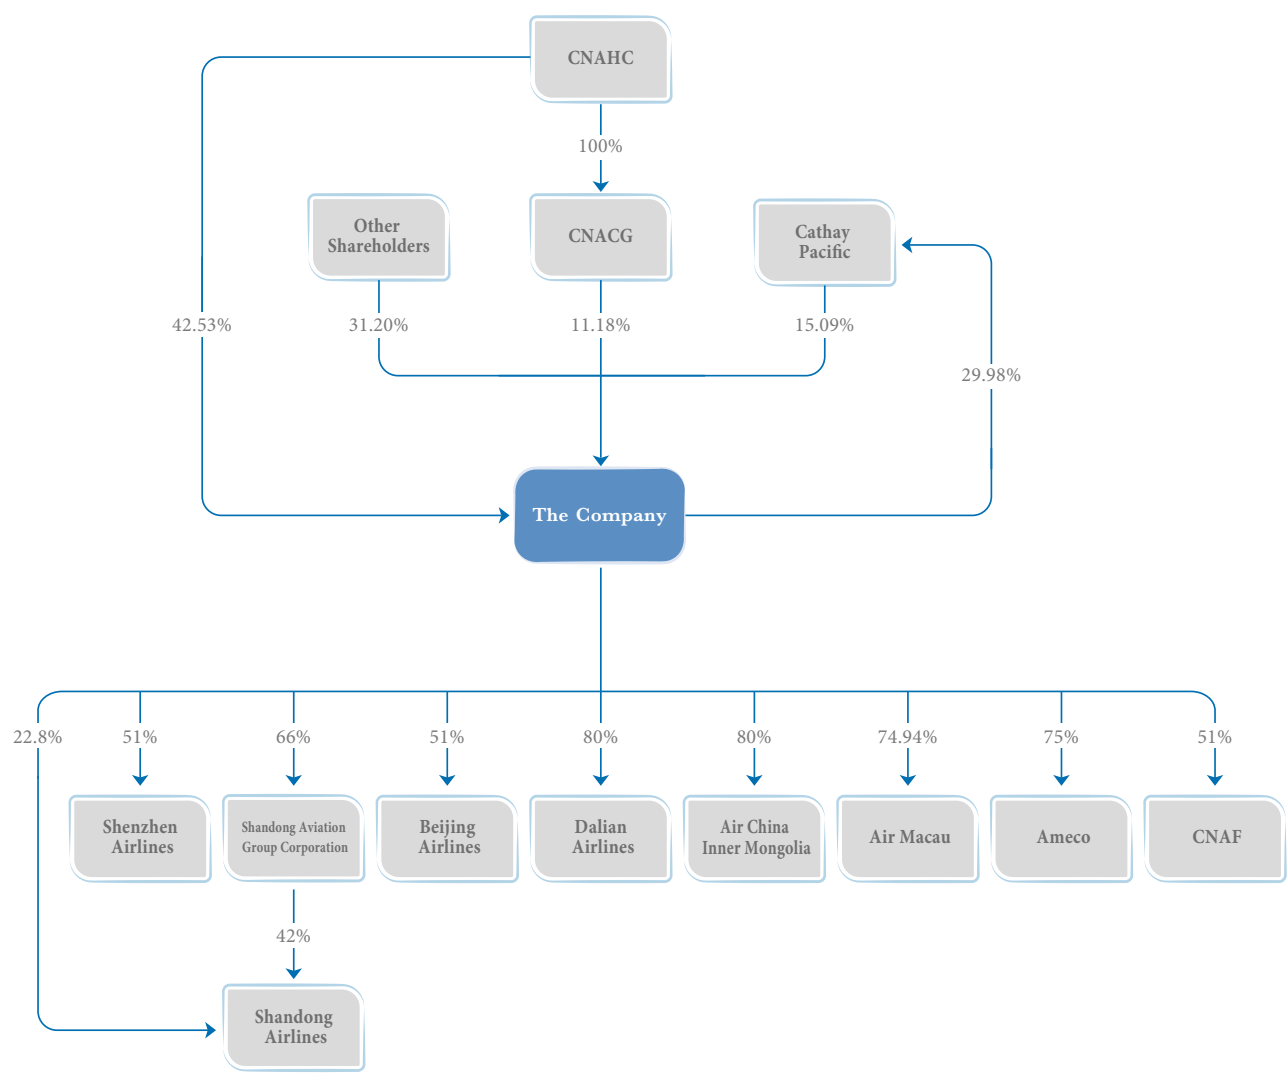 CNAHC
100%
Other
Shareholders
CNACG
Cathay
Pacific
42.53%
31.20%
11.18%
15.09%
29.98%
The Company
22.8%
51%
66%
51%
80%
80%
74.94%
75%
51%
Shenzhen
Airlines
Shandong Aviation
Group Corporation
Beijing
Airlines
Dalian
Airlines
Air China
Inner Mongolia
Air Macau
Ameco
CNAF
42%
Shandong
Airlines